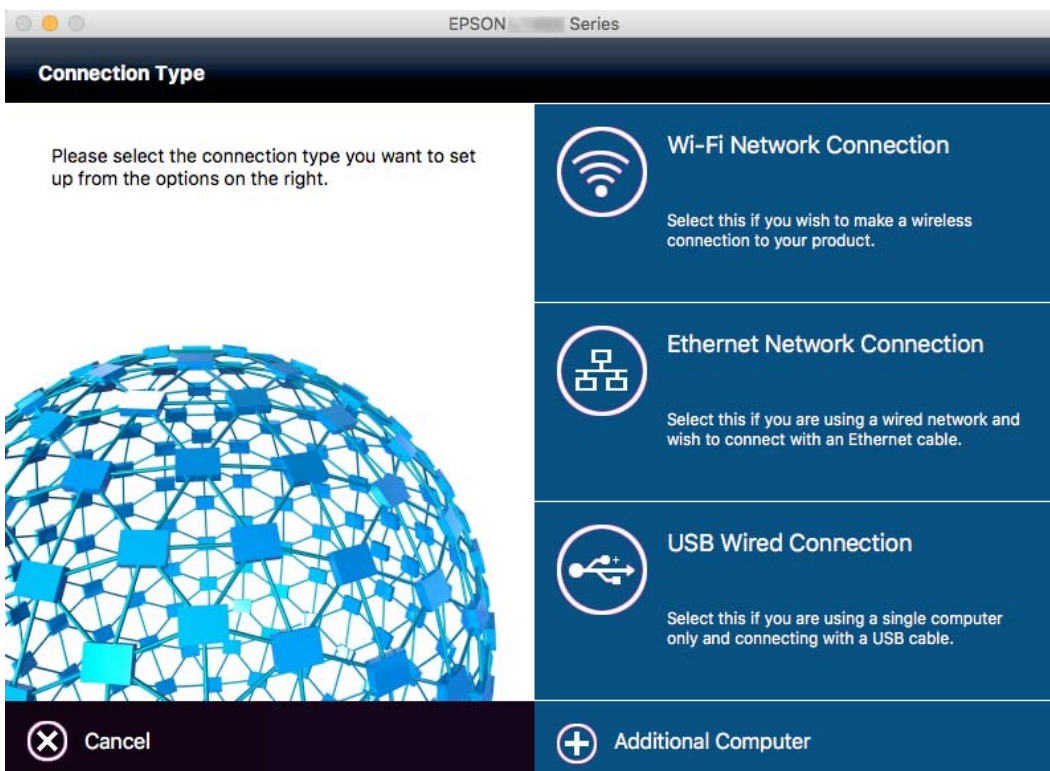 EPSON Series
Connection Type
Please select the connection type you want to set
up from the options on the right.
Wi-Fi Network Connection
Select this if you wish to make a wireless
connection to your product.
Ethernet Network Connection
Select this if you are using a wired network and
wish to connect with an Ethernet cable.
USB Wired Connection
Select this if you are using a single computer
only and connecting with a USB cable.
Cancel
Additional Computer